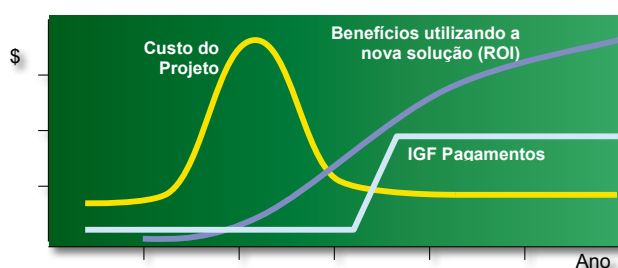 $
Custo do
Projeto
Benefícios utilizando a
nova solução (ROI)
IGF Pagamentos
Ano